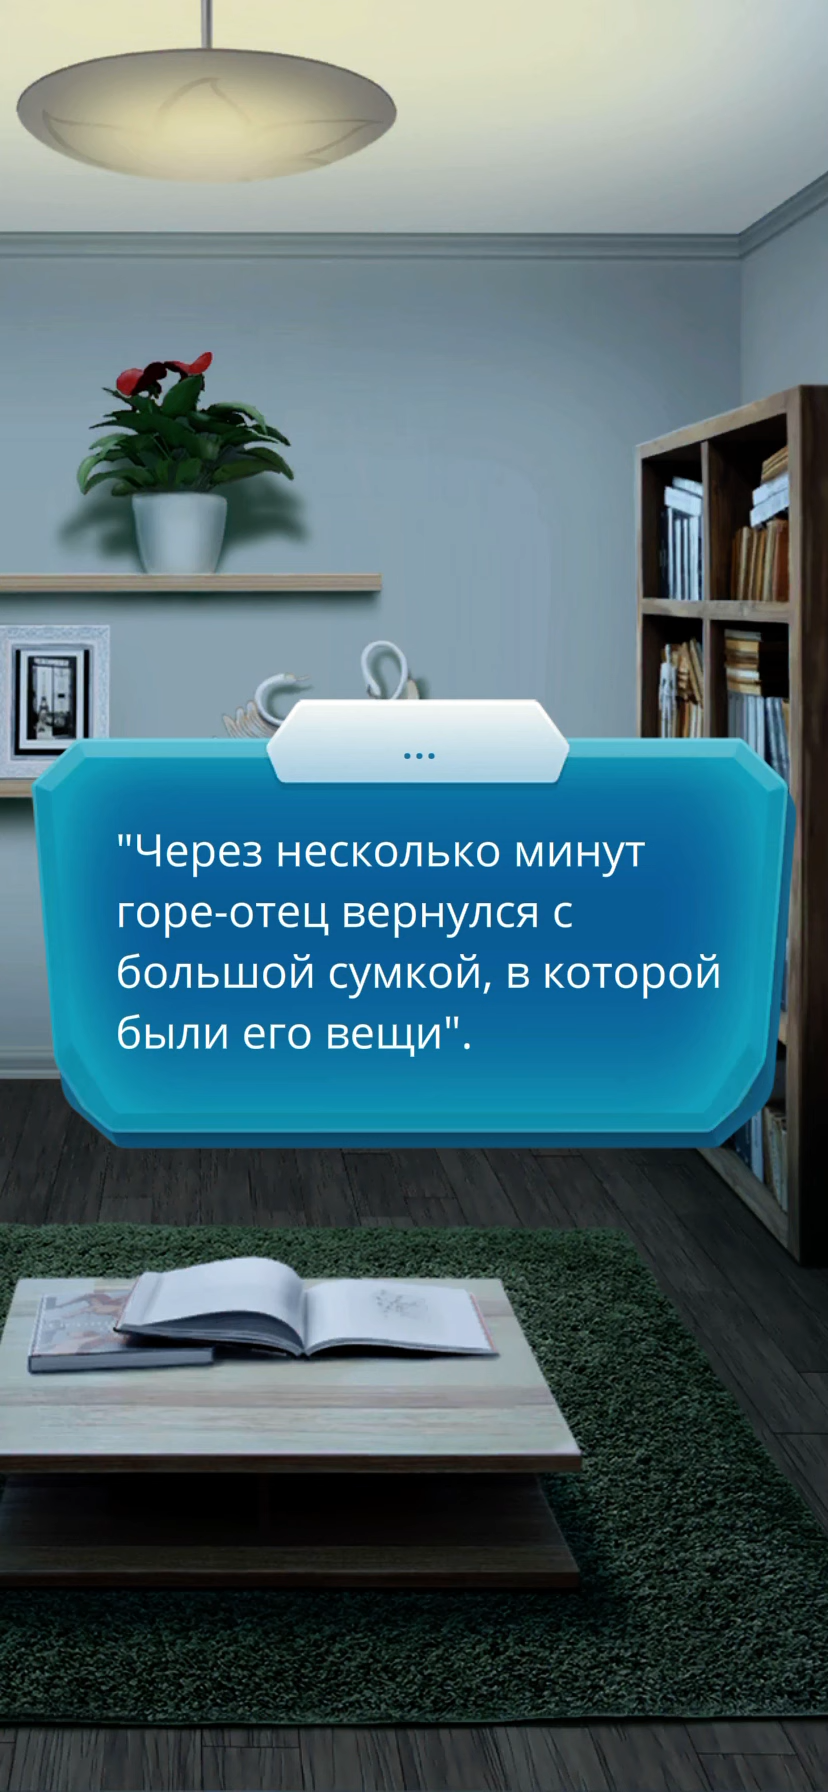 ...
"Через несколько минут
горе-отец вернулся с
большой сумкой, в которой
были его вещи".